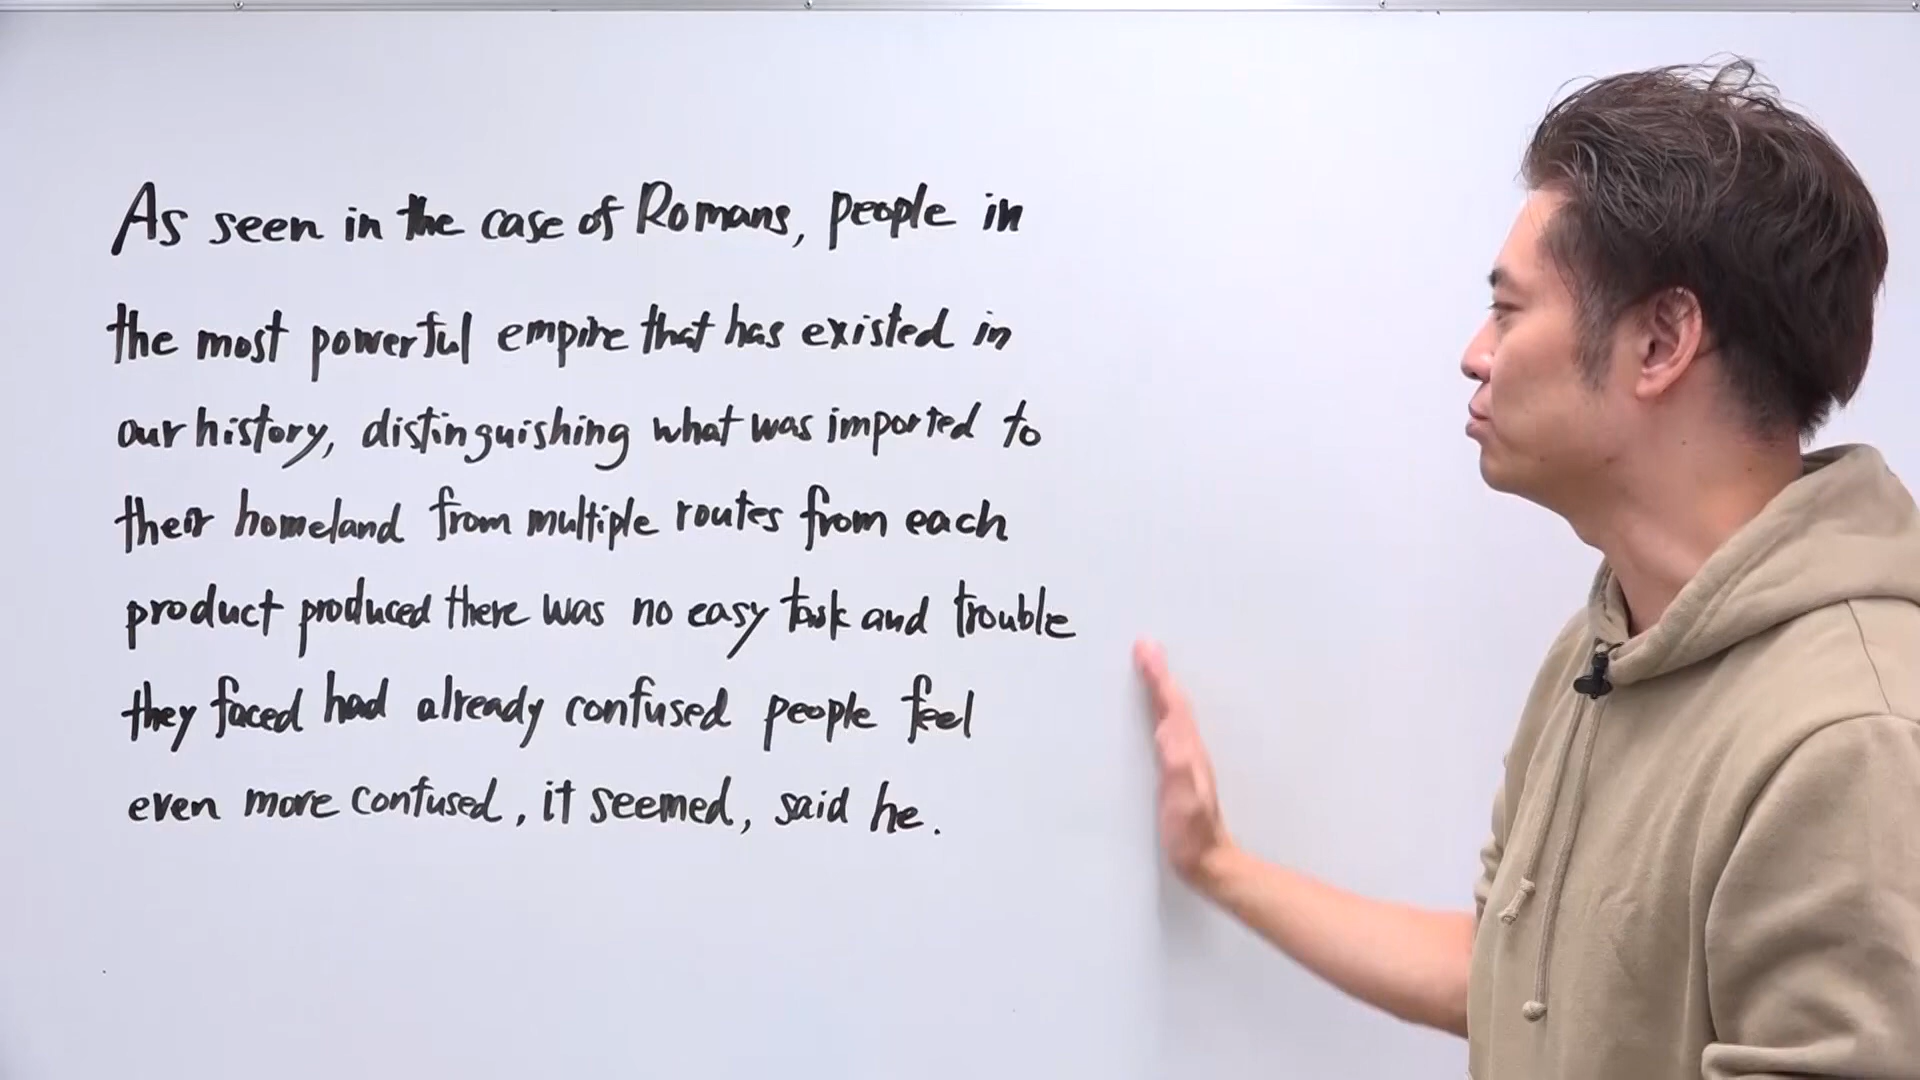 As seen in the case of Romans, people in
the most powerful empire that has existed in
our history, distinguishing what was imported to
their homeland from multiple routes from each
product produced there was no easy task and trouble
they faced had already confused people feel
even more confused, it seemed, said he.